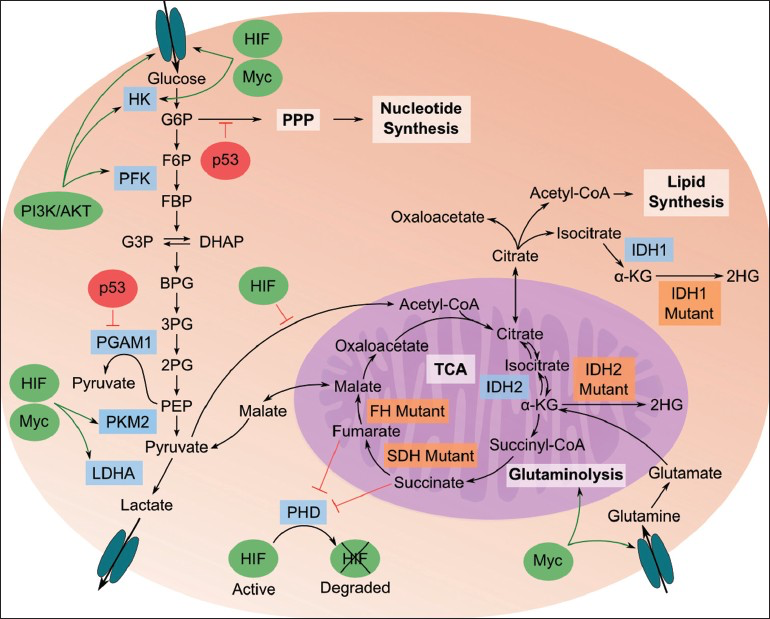 HIF
Myc
Glucose
HK
G6P
PPP
Nucleotide
Synthesis
p53
F6P
PFK
PI3K/AKT
FBP
G3P
DHAP
BPG
p53
3PG
PGAM1
2PG
Pyruvate
PEP
HIF
Myc
PKM2
LDHA
Pyruvate
Lactate
HIF
Malate
Acetyl-CoA
Lipid
Synthesis
Oxaloacetate
Isocitrate
Citrate
IDH1
α-KG
2HG
IDH1
Mutant
Acetyl-CoA
Citrate
Oxaloacetate
TCA
Isocitrate
IDH2
IDH2
Mutant
Malate
α-KG
2HG
FH Mutant
Fumarate
SDH Mutant
Succinyl-CoA
Succinate
Glutaminolysis
Glutamate
Glutamine
PHD
HIF
HIF
Active
Degraded
Myc